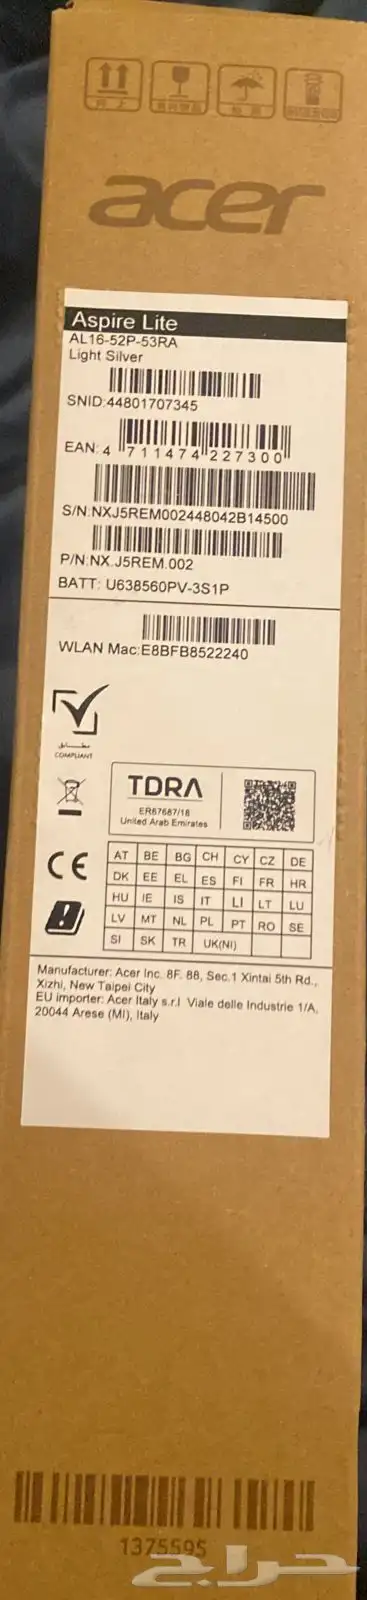 acer
Aspire Lite
AL16-52P-53RA
Light Silver
SNID:44801707345
EAN: 4 711474 227300
S/N:NXJ5REM002448042B14500
P/N:NX.J5REM.002
BATT: U638560PV-3S1P
WLAN Mac:E8BFB8522240
مطابق
COMPLIANT
TDRA
ER67687/18
United Arab Emirates
CE
AT BE BG CH CY CZ DE
DK EE EL ES FI FR HR
HU IE IS IT LI LT LU
LV MT NL PL PT RO SE
SI SK TR UK(NI)
Manufacturer: Acer Inc. 8F. 88, Sec.1 Xintai 5th Rd.,
Xizhi, New Taipei City
EU importer: Acer Italy s.r.l Viale delle Industrie 1/A,
20044 Arese (MI), Italy
1375595
حراج